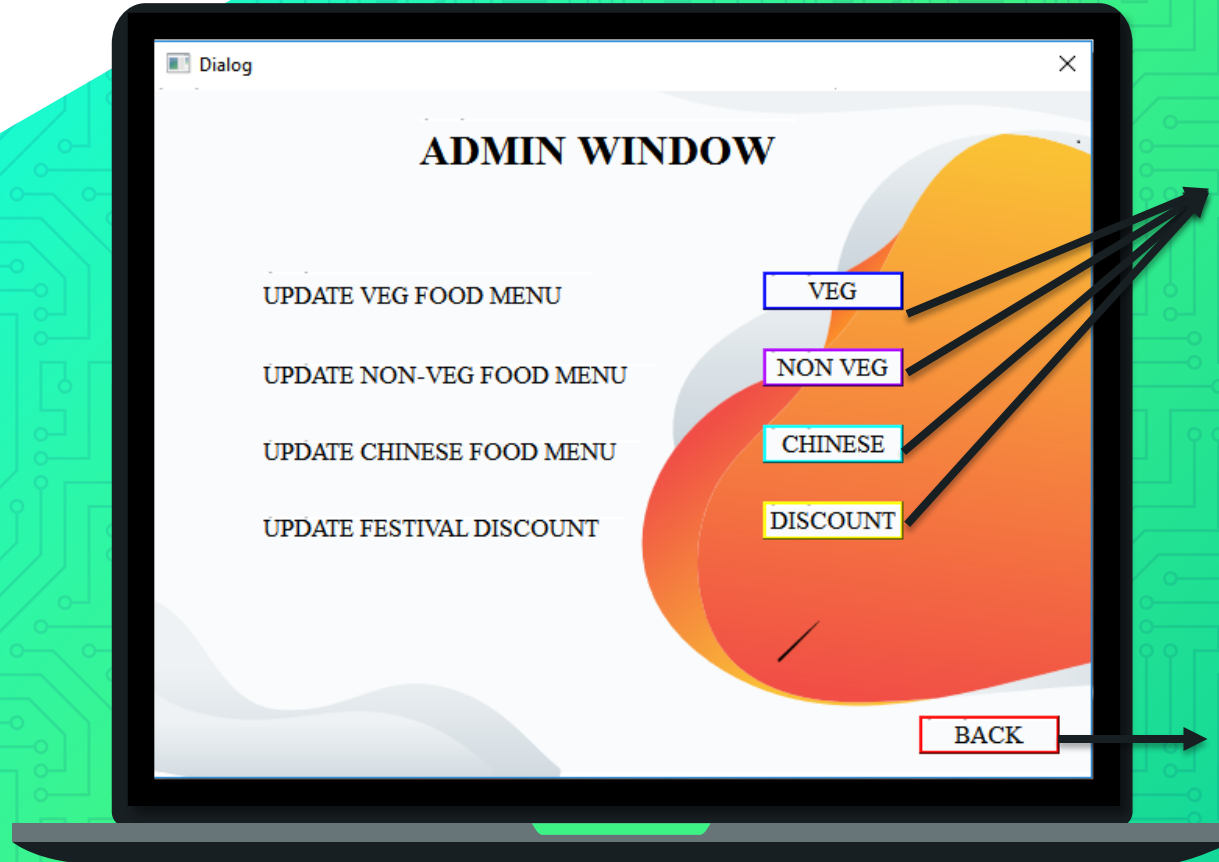 Dialog
ADMIN WINDOW
UPDATE VEG FOOD MENU
VEG
UPDATE NON-VEG FOOD MENU
NON VEG
UPDATE CHINESE FOOD MENU
CHINESE
UPDATE FESTIVAL DISCOUNT
DISCOUNT
BACK